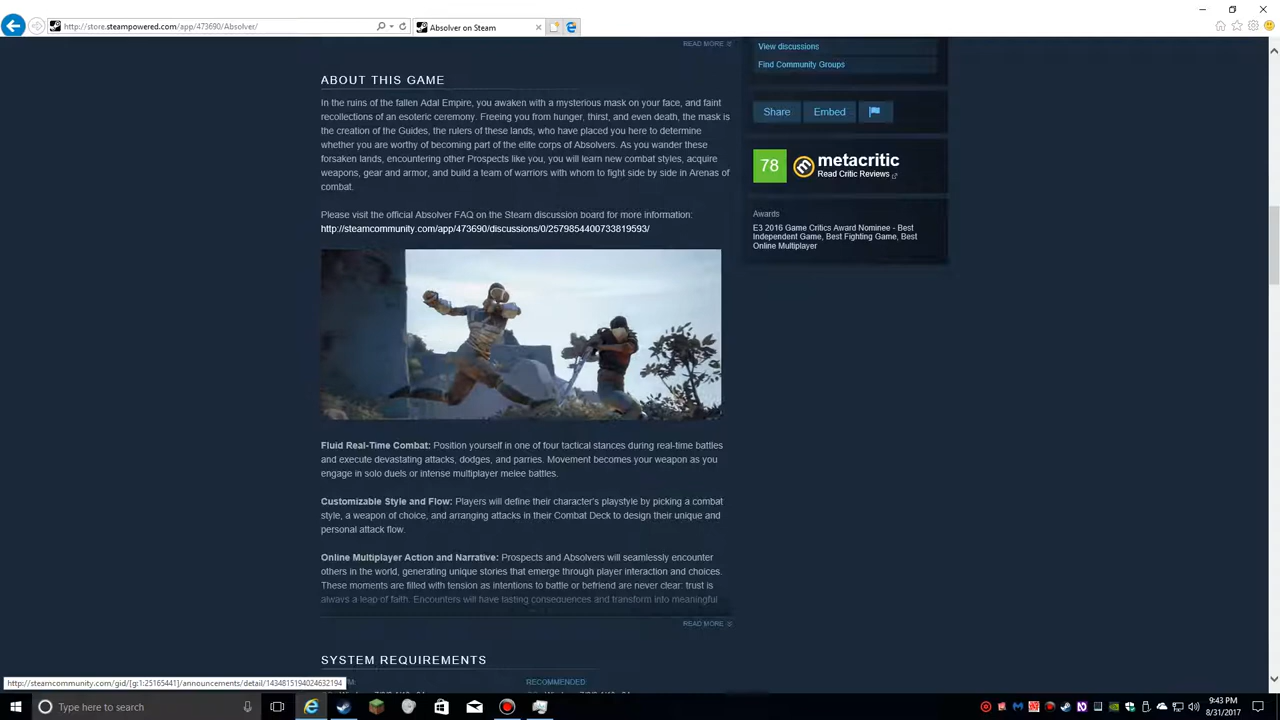 http://store.steampowered.com/app/473690/Absolver/
Absolver on Steam
READ MORE
View discussions
Find Community Groups
ABOUT THIS GAME
In the ruins of the fallen Adal Empire, you awaken with a mysterious mask on your face, and faint
recollections of an esoteric ceremony. Freeing you from hunger, thirst, and even death, the mask is
the creation of the Guides, the rulers of these lands, who have placed you here to determine
whether you are worthy of becoming part of the elite corps of Absolvers. As you wander these
forsaken lands, encountering other Prospects like you, you will learn new combat styles, acquire
weapons, gear and armor, and build a team of warriors with whom to fight side by side in Arenas of
combat.
Please visit the official Absolver FAQ on the Steam discussion board for more information:
http://steamcommunity.com/app/473690/discussions/0/2579854400733819593/
Share
Embed
78
metacritic
Read Critic Reviews
Awards
E3 2016 Game Critics Award Nominee - Best
Independent Game, Best Fighting Game, Best
Online Multiplayer
Fluid Real-Time Combat: Position yourself in one of four tactical stances during real-time battles
and execute devastating attacks, dodges, and parries. Movement becomes your weapon as you
engage in solo duels or intense multiplayer melee battles.
Customizable Style and Flow: Players will define their character's playstyle by picking a combat
style, a weapon of choice, and arranging attacks in their Combat Deck to design their unique and
personal attack flow.
Online Multiplayer Action and Narrative: Prospects and Absolvers will seamlessly encounter
others in the world, generating unique stories that emerge through player interaction and choices.
These moments are filled with tension as intentions to battle or befriend are never clear: trust is
always a leap of faith. Encounters will have lasting consequences and transform into meaningful
READ MORE
SYSTEM REQUIREMENTS
RECOMMENDED
http://steamcommunity.com/gid/[g:1:25165441]/announcements/detail/1434815194024632194
Type here to search
9:43 PM
8/31/2017